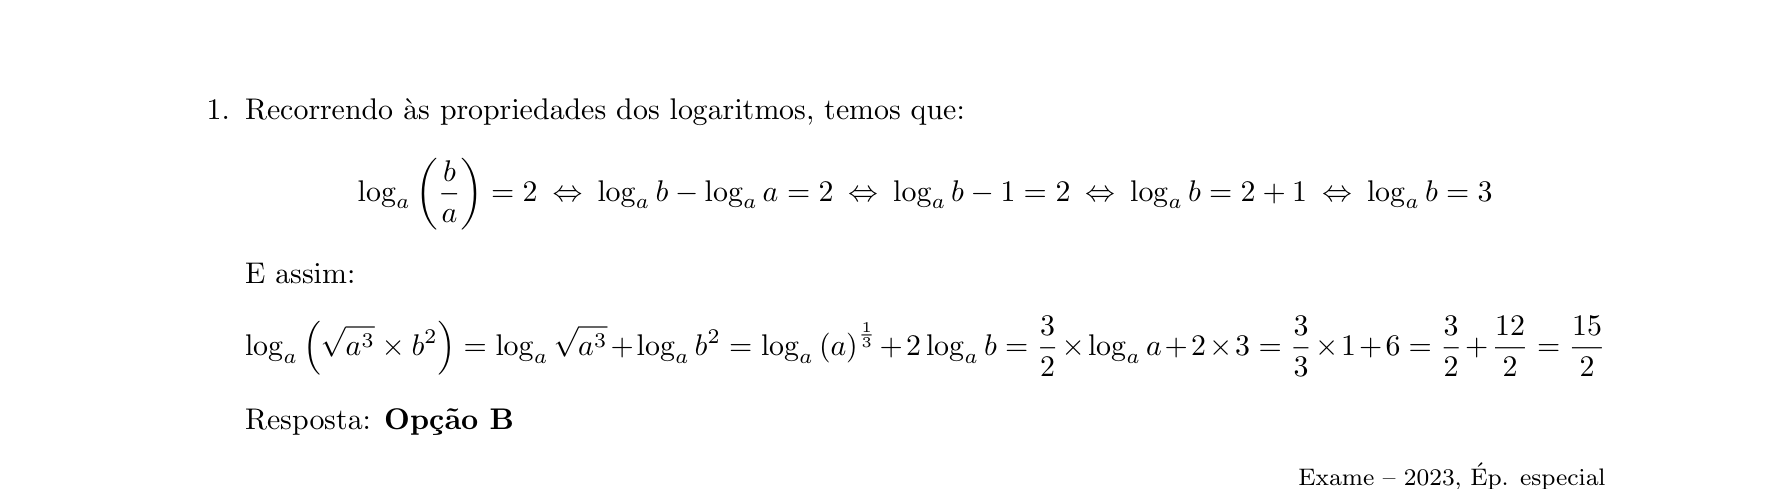 1. Recorrendo às propriedades dos logaritmos, temos que:
$\log_a \left(\frac{b}{a}\right) = 2 \Leftrightarrow \log_a b - \log_a a = 2 \Leftrightarrow \log_a b - 1 = 2 \Leftrightarrow \log_a b = 2 + 1 \Leftrightarrow \log_a b = 3$
E assim:
$\log_a \left(\sqrt{a^3} \times b^2\right) = \log_a \sqrt{a^3} + \log_a b^2 = \log_a (a)^{\frac{1}{3}} + 2 \log_a b = \frac{3}{2} \times \log_a a + 2 \times 3 = \frac{3}{3} \times 1 + 6 = \frac{3}{2} + \frac{12}{2} = \frac{15}{2}$
Resposta: Opção B
Exame – 2023, Ép. especial